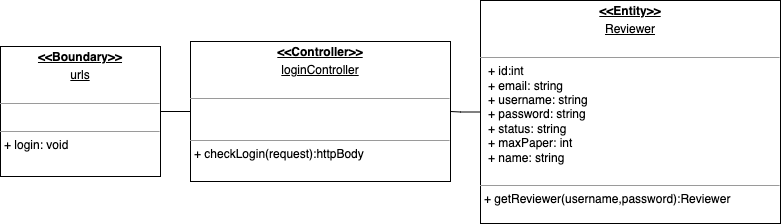 <<Boundary>>
urls
+ login: void
<<Controller>>
loginController
+ checkLogin(request):httpBody
<<Entity>>
Reviewer
+ id:int
+ email: string
+ username: string
+ password: string
+ status: string
+ maxPaper: int
+ name: string
+ getReviewer(username,password):Reviewer